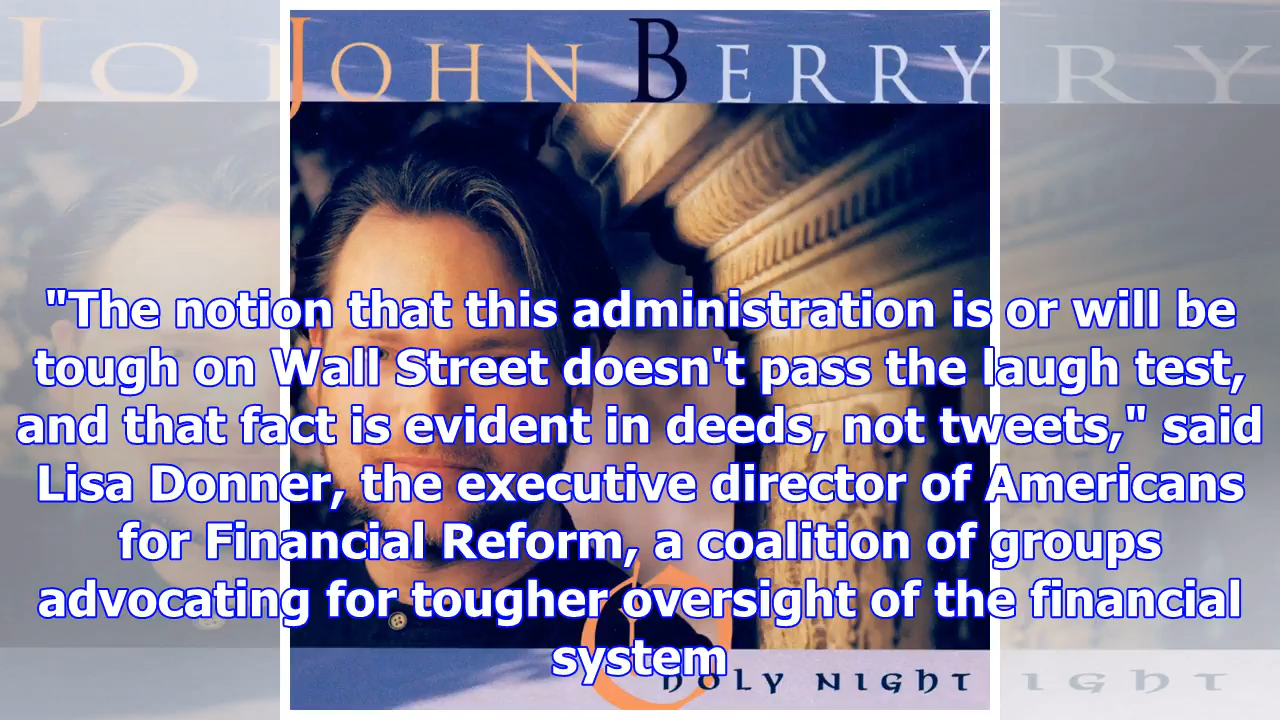 JOHN BERRY
"The notion that this administration is or will be
tough on Wall Street doesn't pass the laugh test,
and that fact is evident in deeds, not tweets," said
Lisa Donner, the executive director of Americans
for Financial Reform, a coalition of groups
advocating for tougher oversight of the financial
system
HOLY NIGHT